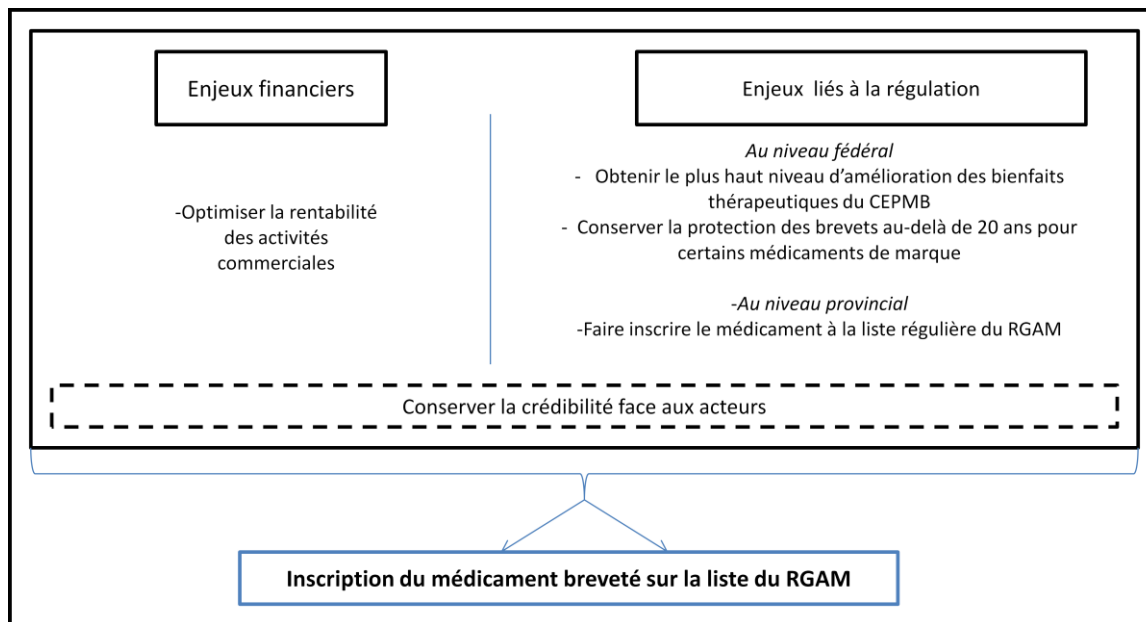 Enjeux financiers
Enjeux liés à la régulation
-Optimiser la rentabilité
des activités
commerciales
Au niveau fédéral
- Obtenir le plus haut niveau d’amélioration des bienfaits
thérapeutiques du CEPMB
- Conserver la protection des brevets au-delà de 20 ans pour
certains médicaments de marque
-Au niveau provincial
-Faire inscrire le médicament à la liste régulière du RGAM
Conserver la crédibilité face aux acteurs
Inscription du médicament breveté sur la liste du RGAM